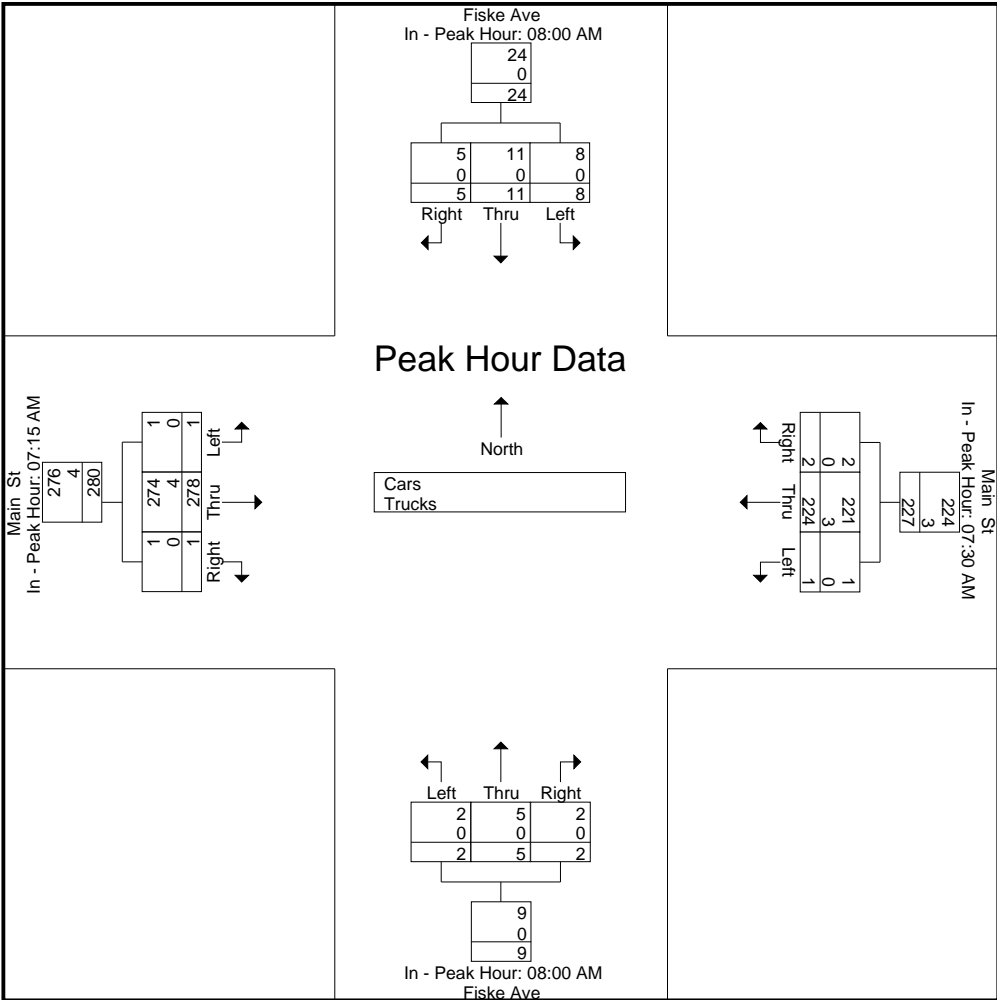 Fiske Ave
In - Peak Hour: 08:00 AM
24
0
24
5 11 8
0 0 0
5 11 8
Right Thru Left
Peak Hour Data
North
Cars
Trucks
Main St
In - Peak Hour: 07:15 AM
276
4
280
1 0 1
Left
274 4 278
Thru
1 0 1
Right
Main St
In - Peak Hour: 07:30 AM
224
3
227
Right
2 0 2
Thru
224 3 221
Left
1 0 1
Left Thru Right
2 5 2
0 0 0
2 5 2
9
0
9
In - Peak Hour: 08:00 AM
Fiske Ave